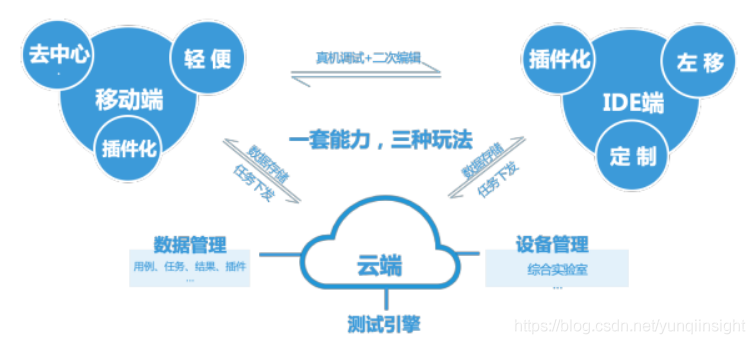 去中心
轻便
移动端
插件化
真机调试+二次编辑
插件化
左移
IDE端
定制
一套能力，三种玩法
数据存储
任务下发
数据存储
任务下发
数据管理
用例、任务、结果、插件
...
云端
设备管理
综合实验室
...
测试引擎
https://blog.csdn.net/yunqiinsight